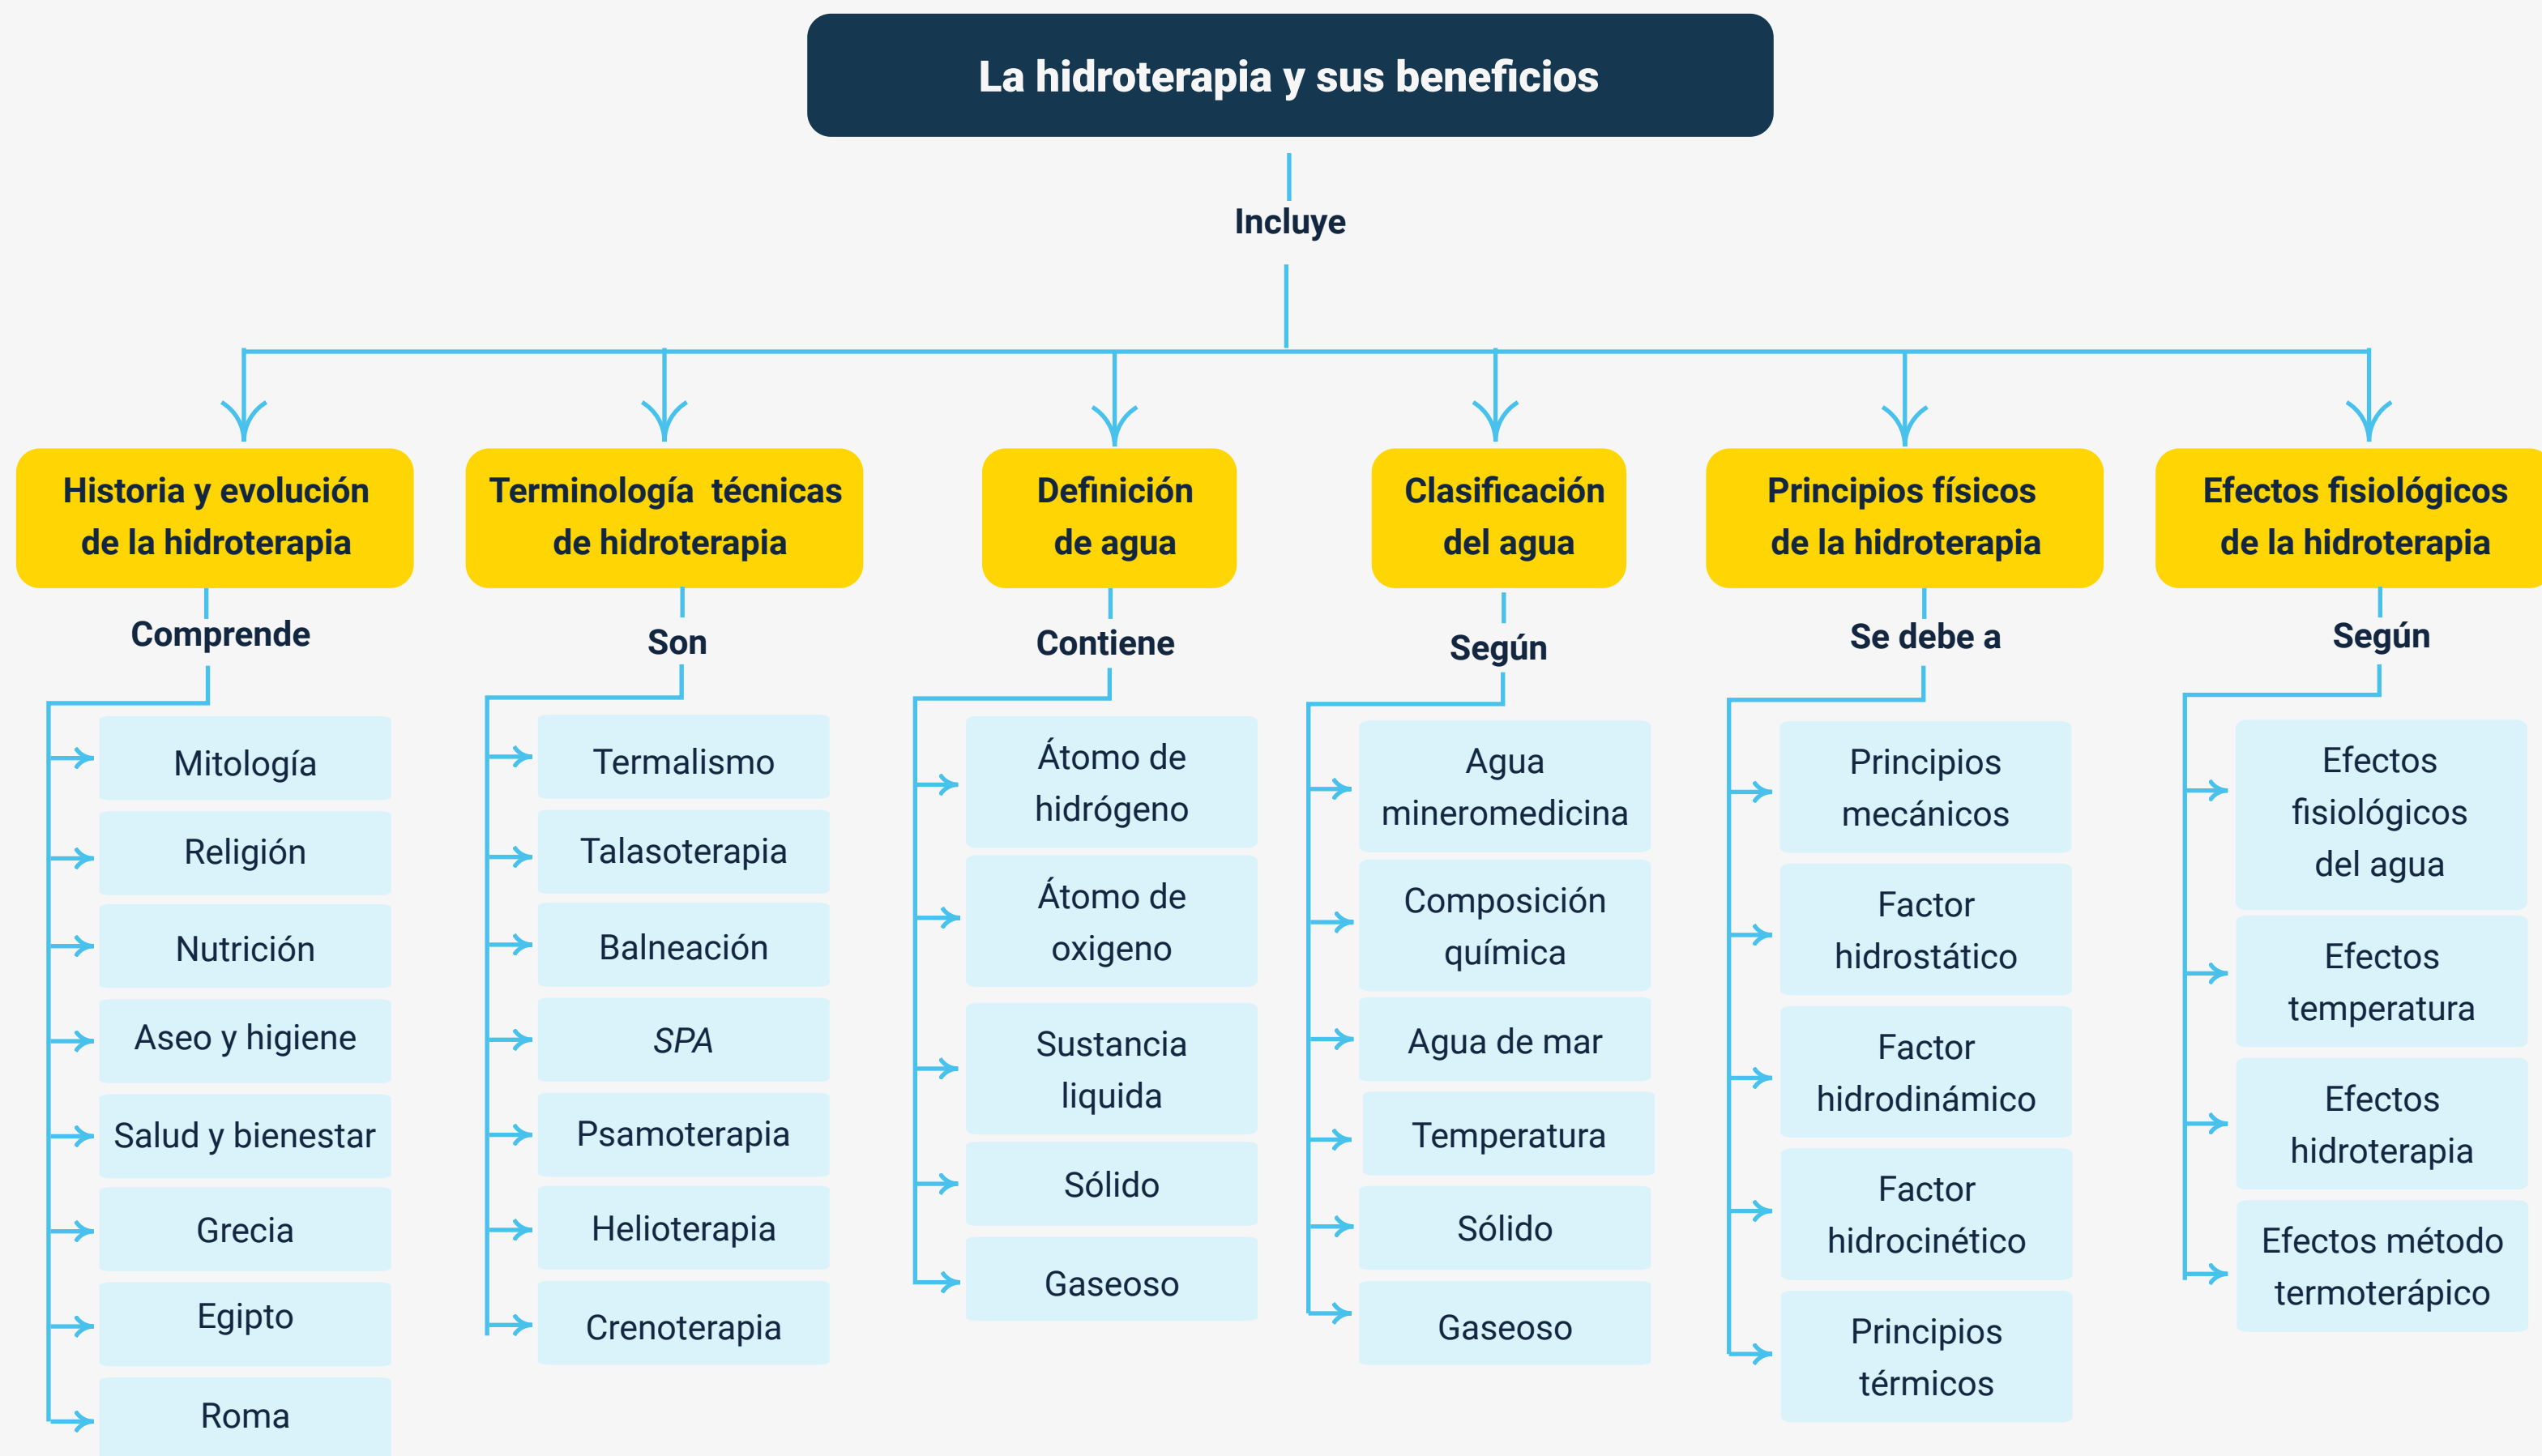 La hidroterapia y sus beneficios
Incluye
Historia y evolución
de la hidroterapia
Comprende
Mitología
Religión
Nutrición
Aseo y higiene
Salud y bienestar
Grecia
Egipto
Roma
Terminología  técnicas
de hidroterapia
Son
Termalismo
Talasoterapia
Balneación
SPA
Psamoterapia
Helioterapia
Crenoterapia
Definición
de agua
Contiene
Átomo de
hidrógeno
Átomo de
oxigeno
Sustancia
liquida
Sólido
Gaseoso
Clasificación
del agua
Según
Agua
mineromedicina
Composición
química
Agua de mar
Temperatura
Sólido
Gaseoso
Principios físicos
de la hidroterapia
Se debe a
Principios
mecánicos
Factor
hidrostático
Factor
hidrodinámico
Factor
hidrocinético
Principios
térmicos
Efectos fisiológicos
de la hidroterapia
Según
Efectos
fisiológicos
del agua
Efectos
temperatura
Efectos
hidroterapia
Efectos método
termoterápico